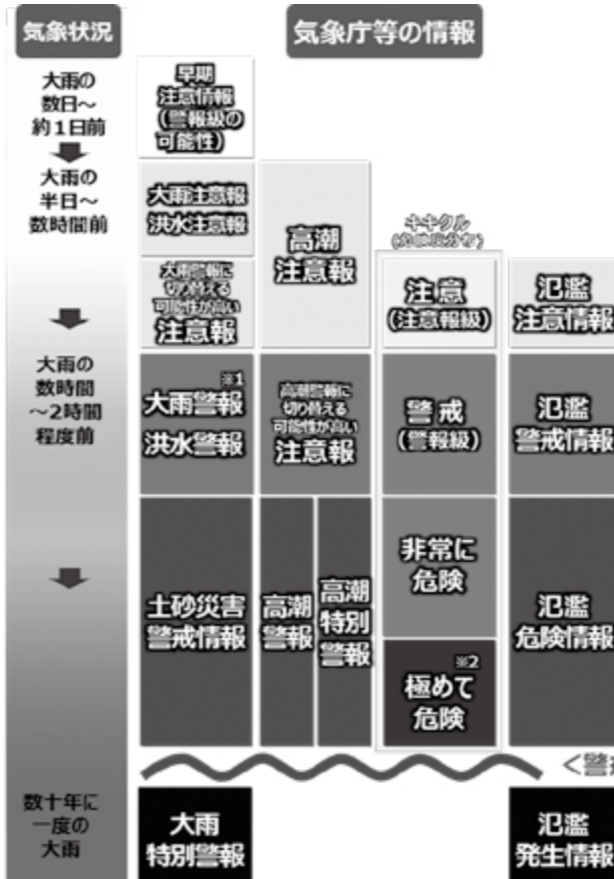 気象状況
気象庁等の情報
大雨の
数日～
約１日前
早期
注意情報
（警報級の
可能性）
大雨の
半日～
数時間前
大雨注意報
洪水注意報
高潮
注意報
キキクル
大雨警報に
切り替える
可能性が高い
注意報
注意
（注意報級）
氾濫
注意情報
大雨の
数時間
～2時間
程度前
※1
大雨警報
洪水警報
高潮警報に
切り替える
可能性が高い
注意報
警戒
（警報級）
氾濫
警戒情報
土砂災害
警戒情報
高潮
警報
高潮
特別
警報
非常に
危険
※2
極めて
危険
氾濫
危険情報
＜警
数十年に
一度の
大雨
大雨
特別警報
氾濫
発生情報